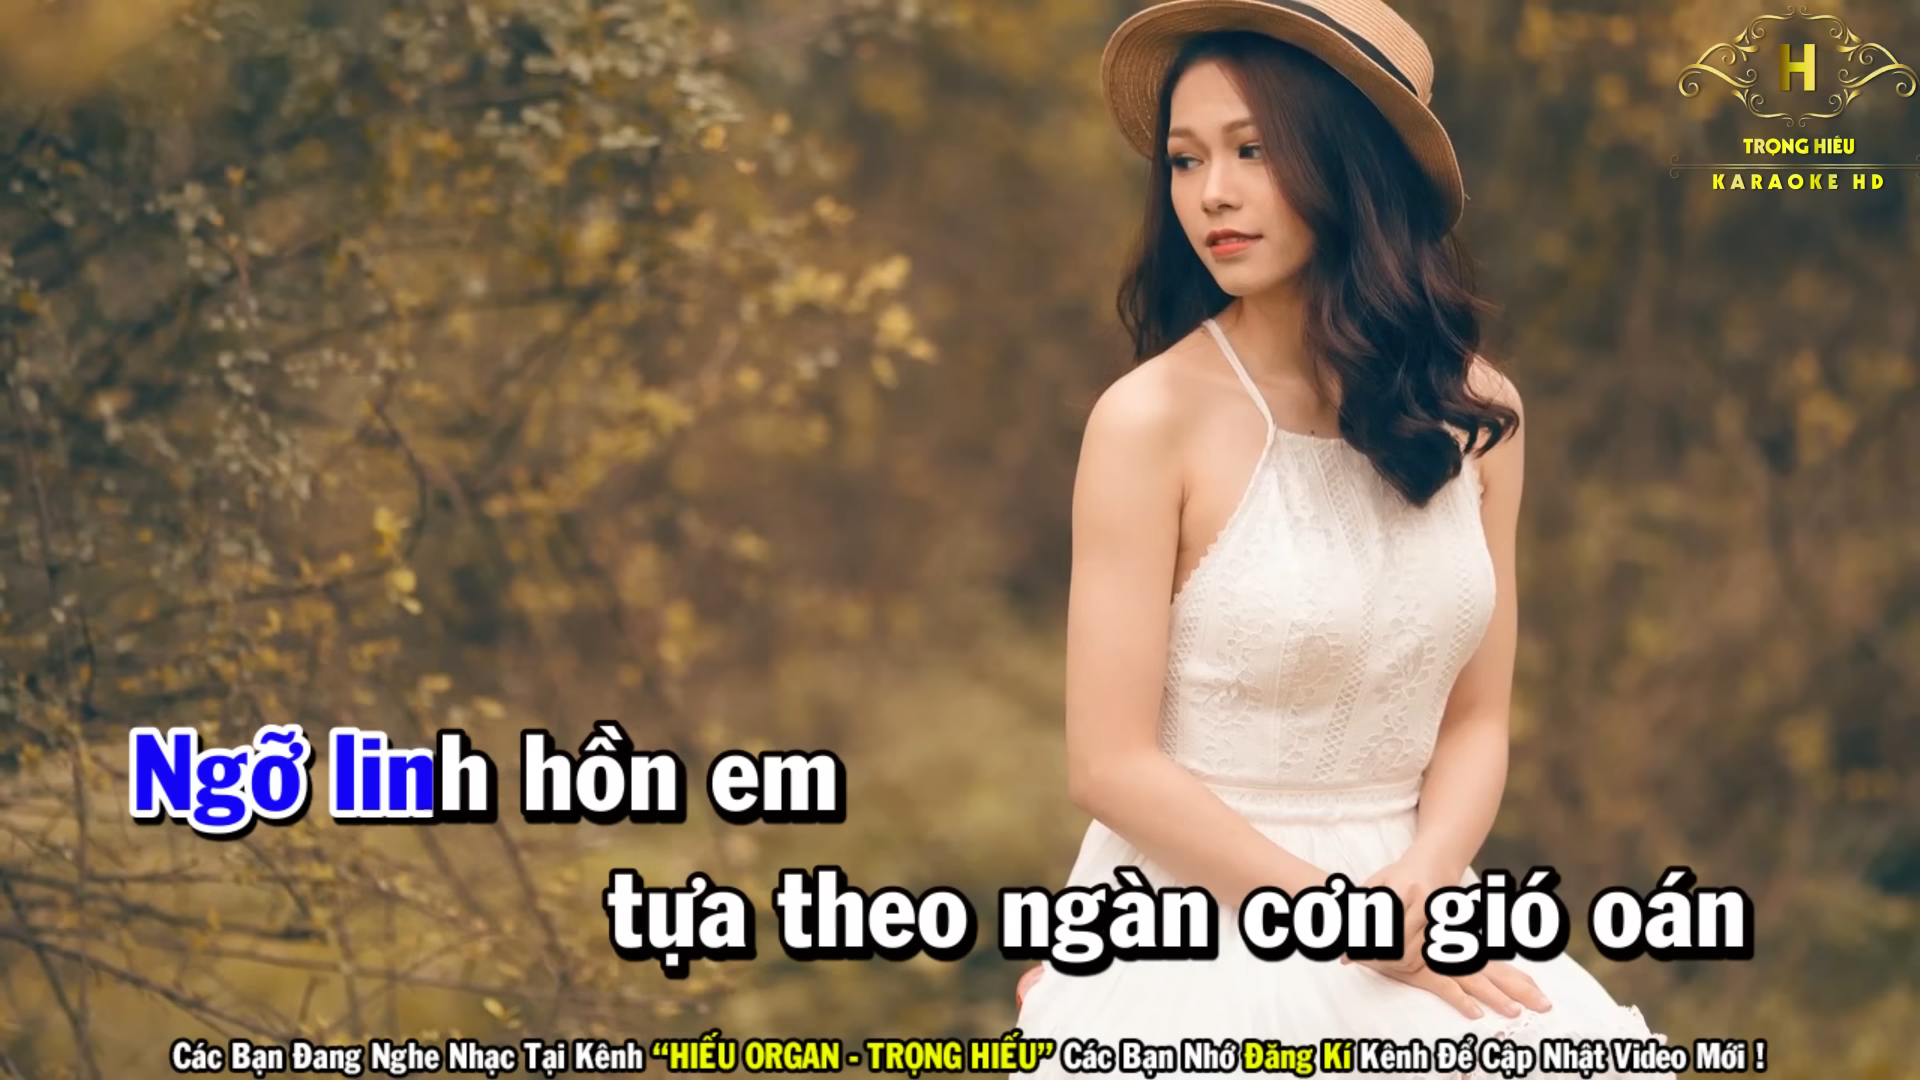 H
TRỌNG HIẾU
KARAOKE HD
Ngỡ linh hồn em
tựa theo ngàn cơn gió oán
Các Bạn Đang Nghe Nhạc Tại Kênh “HIẾU ORGAN - TRỌNG HIẾU” Các Bạn Nhớ Đăng Kí Kênh Để Cập Nhật Video Mới !